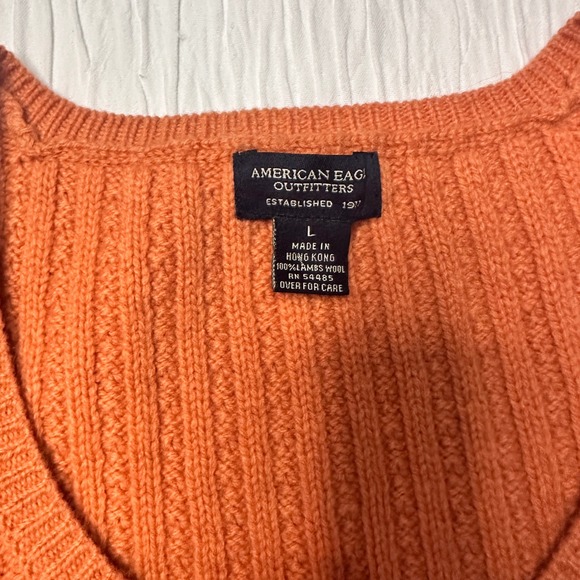 AMERICAN EAG
OUTFITTERS
ESTABLISHED 197
L
MADE IN
HONG KONG
100% LAMBS WOOL
RN 54485
OVER FOR CARE